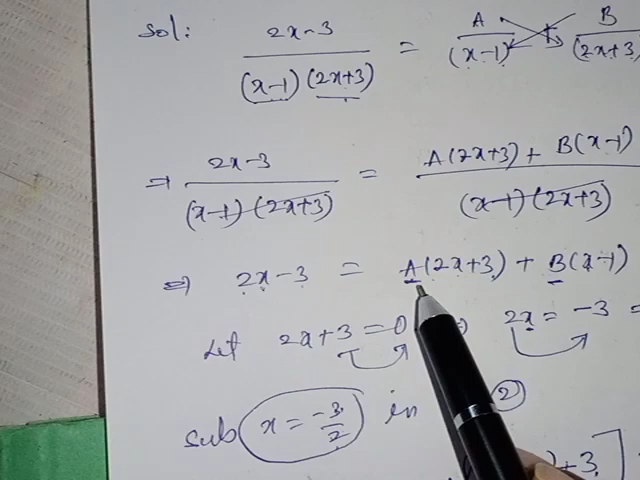 Sol: (2x-3)/((x-1)(2x+3)) = A/(x-1) + B/(2x+3)
⇒ (2x-3)/((x-1)(2x+3)) = (A(2x+3) + B(x-1))/((x-1)(2x+3))
⇒ 2x-3 = A(2x+3) + B(x-1)
Let 2x+3 = 0 ⇒ 2x = -3 =
Sub x = -3/2 in ②
) +3 ]